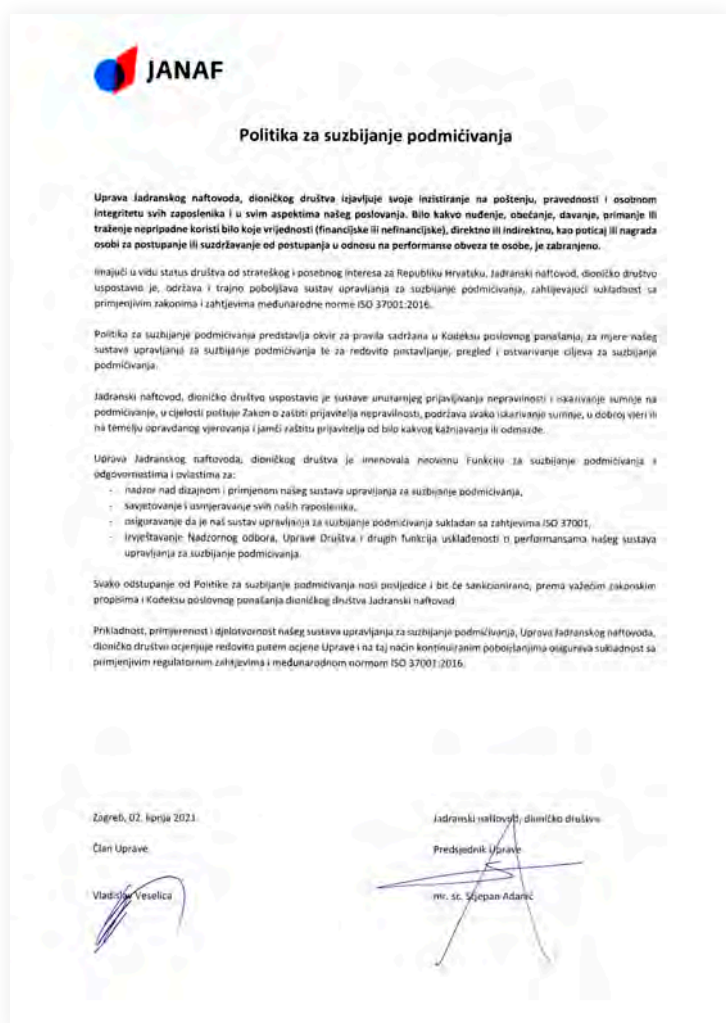 JANAF
Politika za suzbijanje podmićivanja
Uprava Jadranskog naftovoda, dioničkog društva izjavljuje svoje inzistiranje na poštenju, pravednosti i osobnom
integritetu svih zaposlenika i u svim aspektima našeg poslovanja. Bilo kakvo nuđenje, obećanje, davanje, primanje ili
traženje nepripadne koristi bilo koje vrijednosti (financijske ili nefinancijske), direktno ili indirektno, kao poticaj ili nagrada
osobi za postupanje ili suzdržavanje od postupanja u odnosu na performanse obveza te osobe, je zabranjeno.
Imajući u vidu status društva od strateškog i posebnog interesa za Republiku Hrvatsku, Jadranski naftovod, dioničko društvo
uspostavio je, održava i trajno poboljšava sustav upravljanja za suzbijanje podmićivanja, zahtijevajući sukladnost sa
primjenjivim zakonima i zahtjevima međunarodne norme ISO 37001:2016.
Politika za suzbijanje podmićivanja predstavlja okvir za pravila sadržana u Kodeksu poslovnog ponašanja, za mjere našeg
sustava upravljanja za suzbijanje podmićivanja te za redovito postavljanje, pregled i ostvarivanje ciljeva za suzbijanje
podmićivanja.
Jadranski naftovod, dioničko društvo uspostavio je sustave unutarnjeg prijavljivanja nepravilnosti i iskazivanje sumnje na
podmićivanje, u cijelosti poštuje Zakon o zaštiti prijavitelja nepravilnosti, podržava svako iskazivanje sumnje, u dobroj vjeri ili
na temelju opravdanog vjerovanja i jamči zaštitu prijavitelja od bilo kakvog kažnjavanja ili odmazde.
Uprava Jadranskog naftovoda, dioničkog društva je imenovala neovisnu Funkciju za suzbijanje podmićivanja s
odgovornostima i ovlastima za:
- nadzor nad dizajnom i primjenom našeg sustava upravljanja za suzbijanje podmićivanja,
- savjetovanje i usmjeravanje svih naših zaposlenika,
- osiguravanje da je naš sustav upravljanja za suzbijanje podmićivanja sukladan sa zahtjevima ISO 37001,
- izvještavanje Nadzornog odbora, Uprave Društva i drugih funkcija usklađenosti o performansama našeg sustava
upravljanja za suzbijanje podmićivanja.
Svako odstupanje od Politike za suzbijanje podmićivanja nosi posljedice i bit će sankcionirano, prema važećim zakonskim
propisima i Kodeksu poslovnog ponašanja dioničkog društva Jadranski naftovod.
Prikladnost, primjerenost i djelotvornost našeg sustava upravljanja za suzbijanje podmićivanja, Uprava Jadranskog naftovoda,
dioničko društvo ocjenjuje redovito putem ocjene Uprave i na taj način kontinuiranim poboljšanjima osigurava sukladnost sa
primjenjivim regulatornim zahtjevima i međunarodnom normom ISO 37001:2016.
Zagreb, 02. lipnja 2021.
Jadranski naftovod, dioničko društvo
Član Uprave
Predsjednik Uprave
Vladislav Veselica
mr. sc. Stjepan Adanić